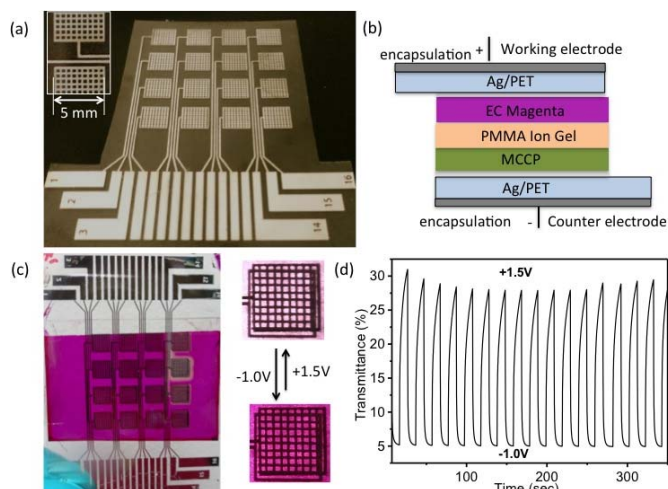 (a)
5 mm
1
2
3
16
15
14
(b)
encapsulation + Working electrode
Ag/PET
EC Magenta
PMMA Ion Gel
MCCP
Ag/PET
encapsulation - Counter electrode
(c)
-1.0V
+1.5V
(d)
Transmittance (%)
30
25
20
15
10
5
+1.5V
-1.0V
100
200
300
Time (sec)